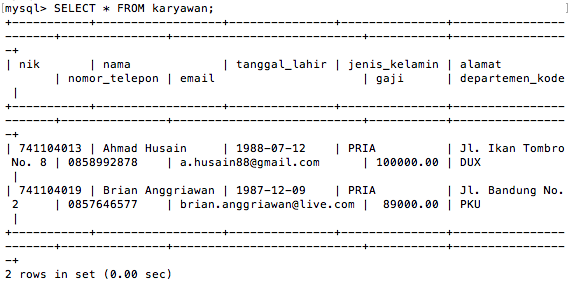 mysql> SELECT * FROM karyawan;
+-----------+-----------------+---------------+---------------+----------------
-------+---------------+--------------------------+-----------+----------------
-+
| nik       | nama            | tanggal_lahir | jenis_kelamin | alamat
       | nomor_telepon | email                    | gaji      | departemen_kode
 |
+-----------+-----------------+---------------+---------------+----------------
-------+---------------+--------------------------+-----------+----------------
-+
| 741104013 | Ahmad Husain    | 1988-07-12    | PRIA          | Jl. Ikan Tombro
 No. 8 | 0858992878    | a.husain88@gmail.com     | 100000.00 | DUX
 |
| 741104019 | Brian Anggriawan | 1987-12-09    | PRIA          | Jl. Bandung No.
 2     | 0857646577    | brian.anggriawan@live.com |  89000.00 | PKU
 |
+-----------+-----------------+---------------+---------------+----------------
-------+---------------+--------------------------+-----------+----------------
-+
2 rows in set (0.00 sec)